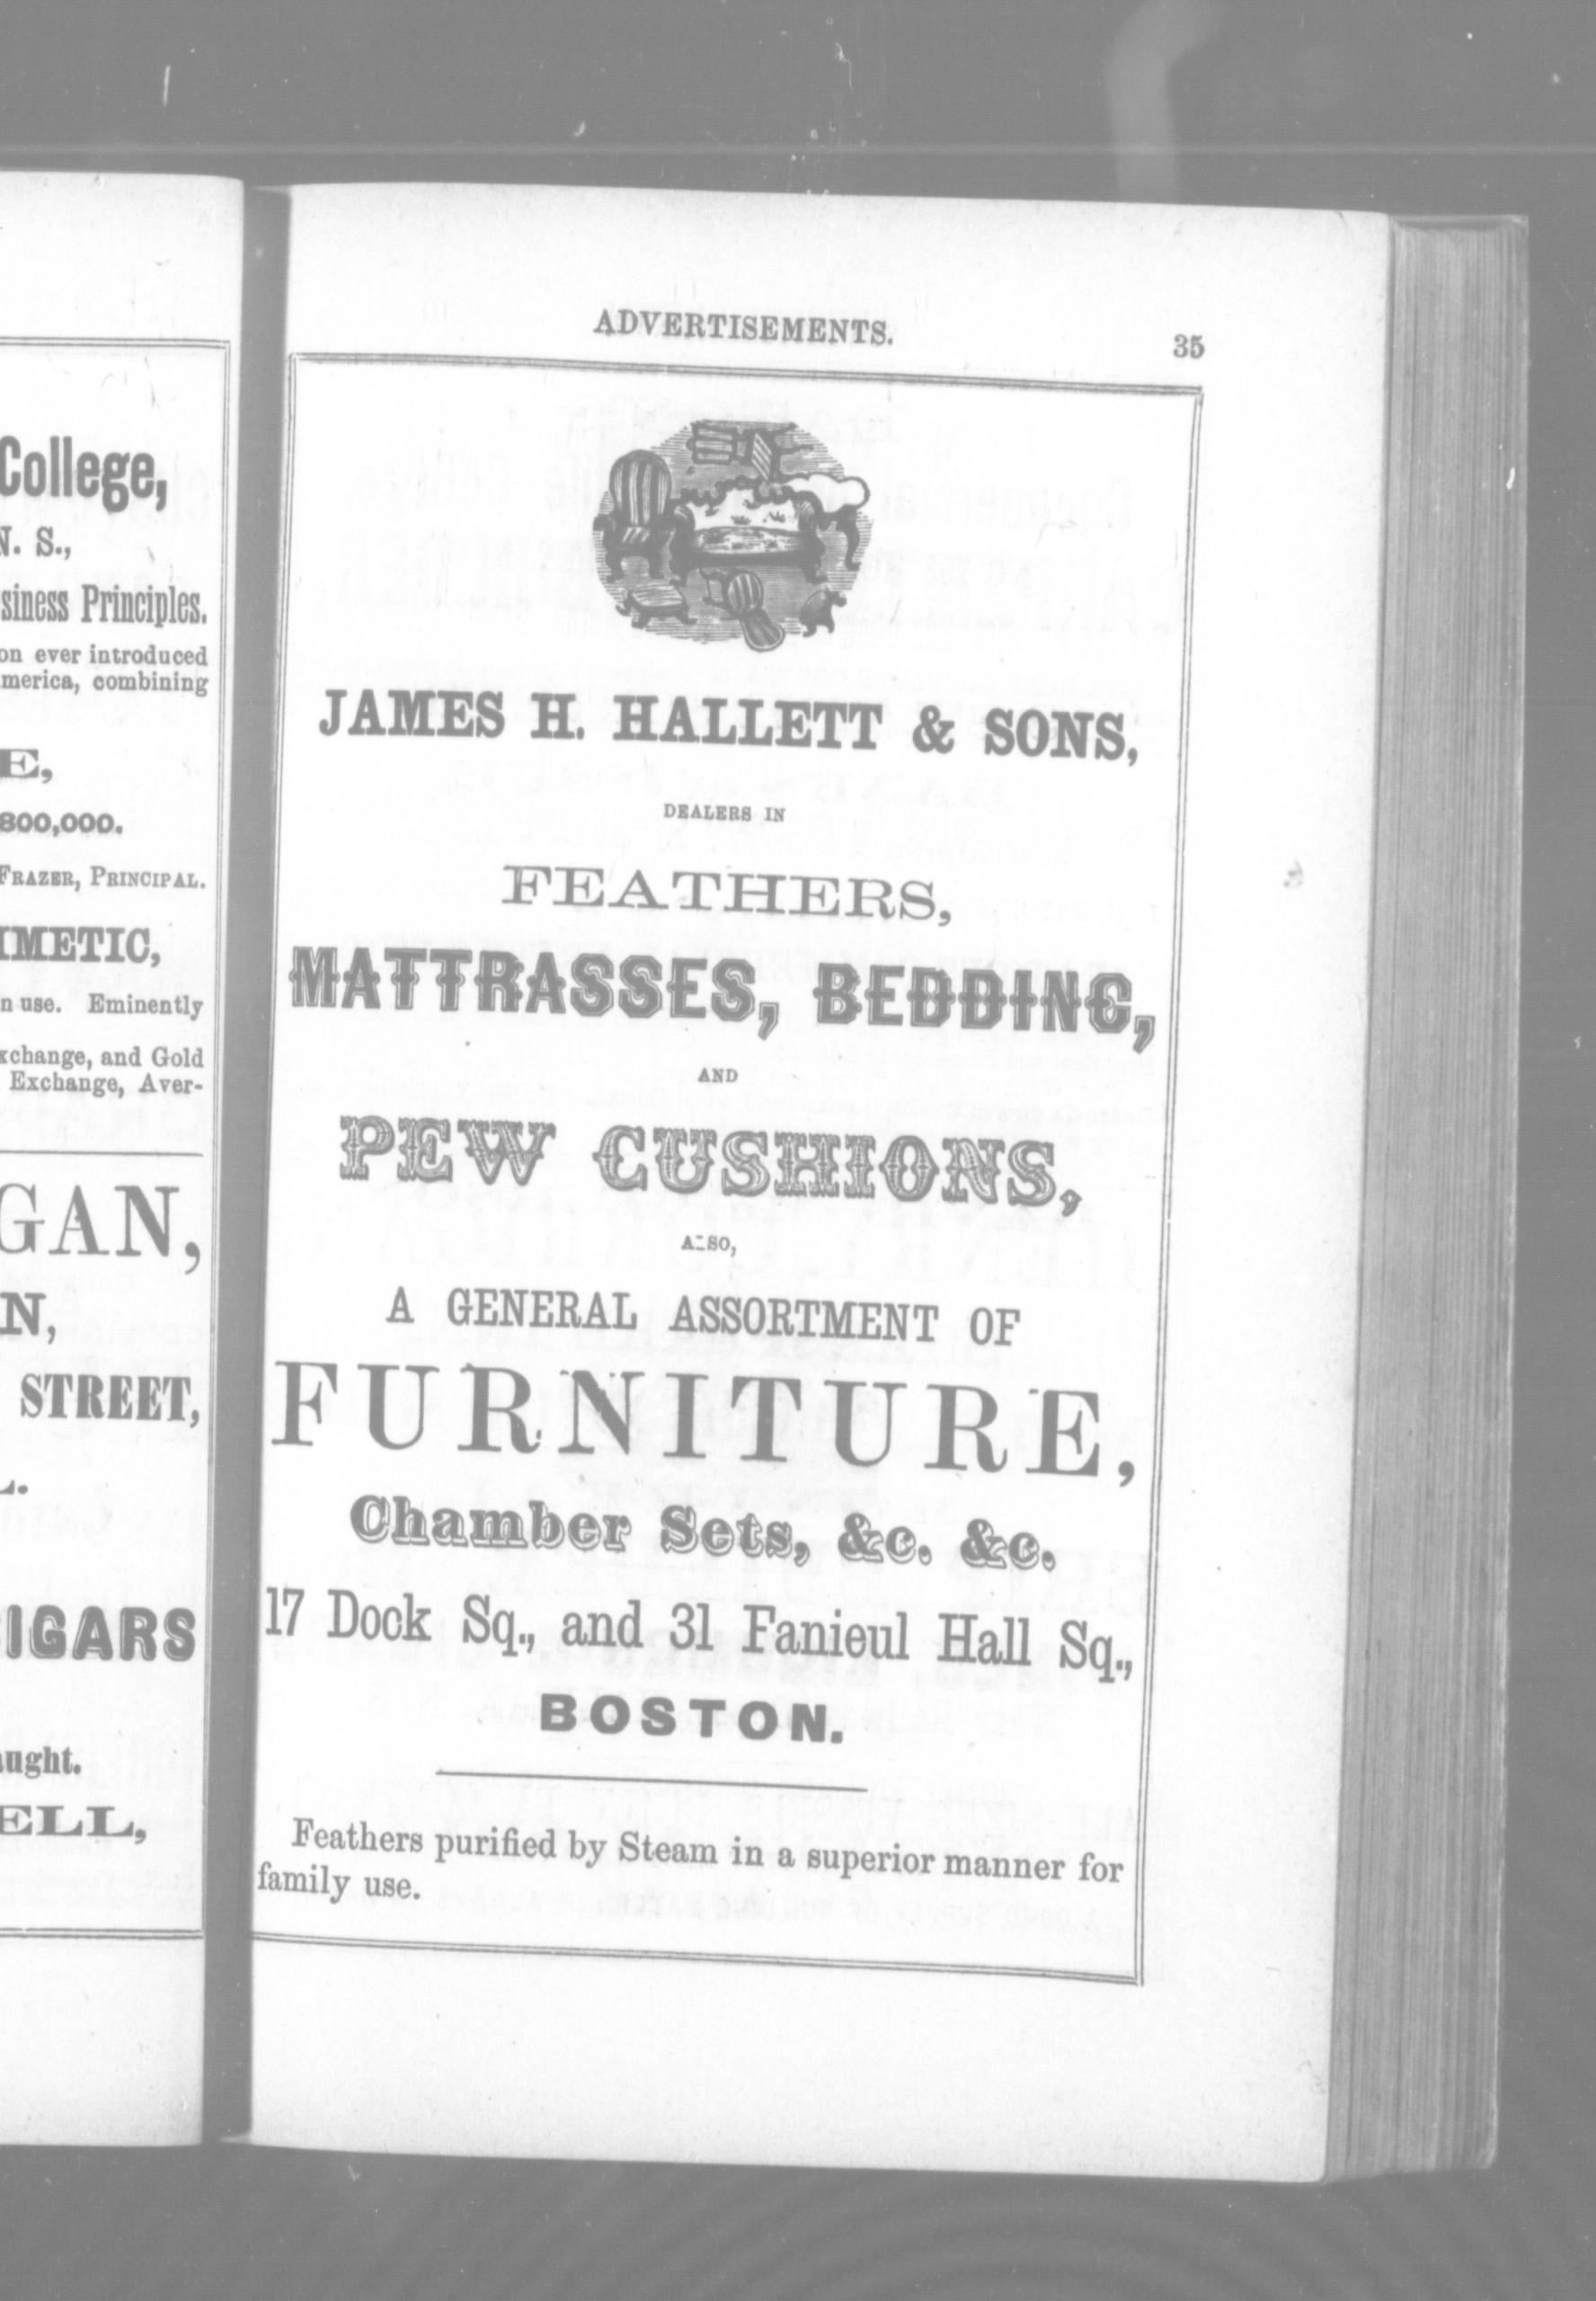 College,
N. S.,
siness Principles.
on ever introduced
merica, combining
E,
800,000.
FRAZER, PRINCIPAL.
IMETIC,
n use. Eminently
xchange, and Gold
Exchange, Aver-
GAN,
N,
STREET,
L.
CIGARS
aught.
ELL,
ADVERTISEMENTS.
35
JAMES H. HALLETT & SONS,
DEALERS IN
FEATHERS,
MATTRASSES, BEDDING,
AND
PEW CUSHIONS,
ALSO,
A GENERAL ASSORTMENT OF
FURNITURE,
Chamber Sets, &c. &c.
17 Dock Sq., and 31 Fanieul Hall Sq.,
BOSTON.
Feathers purified by Steam in a superior manner for
family use.